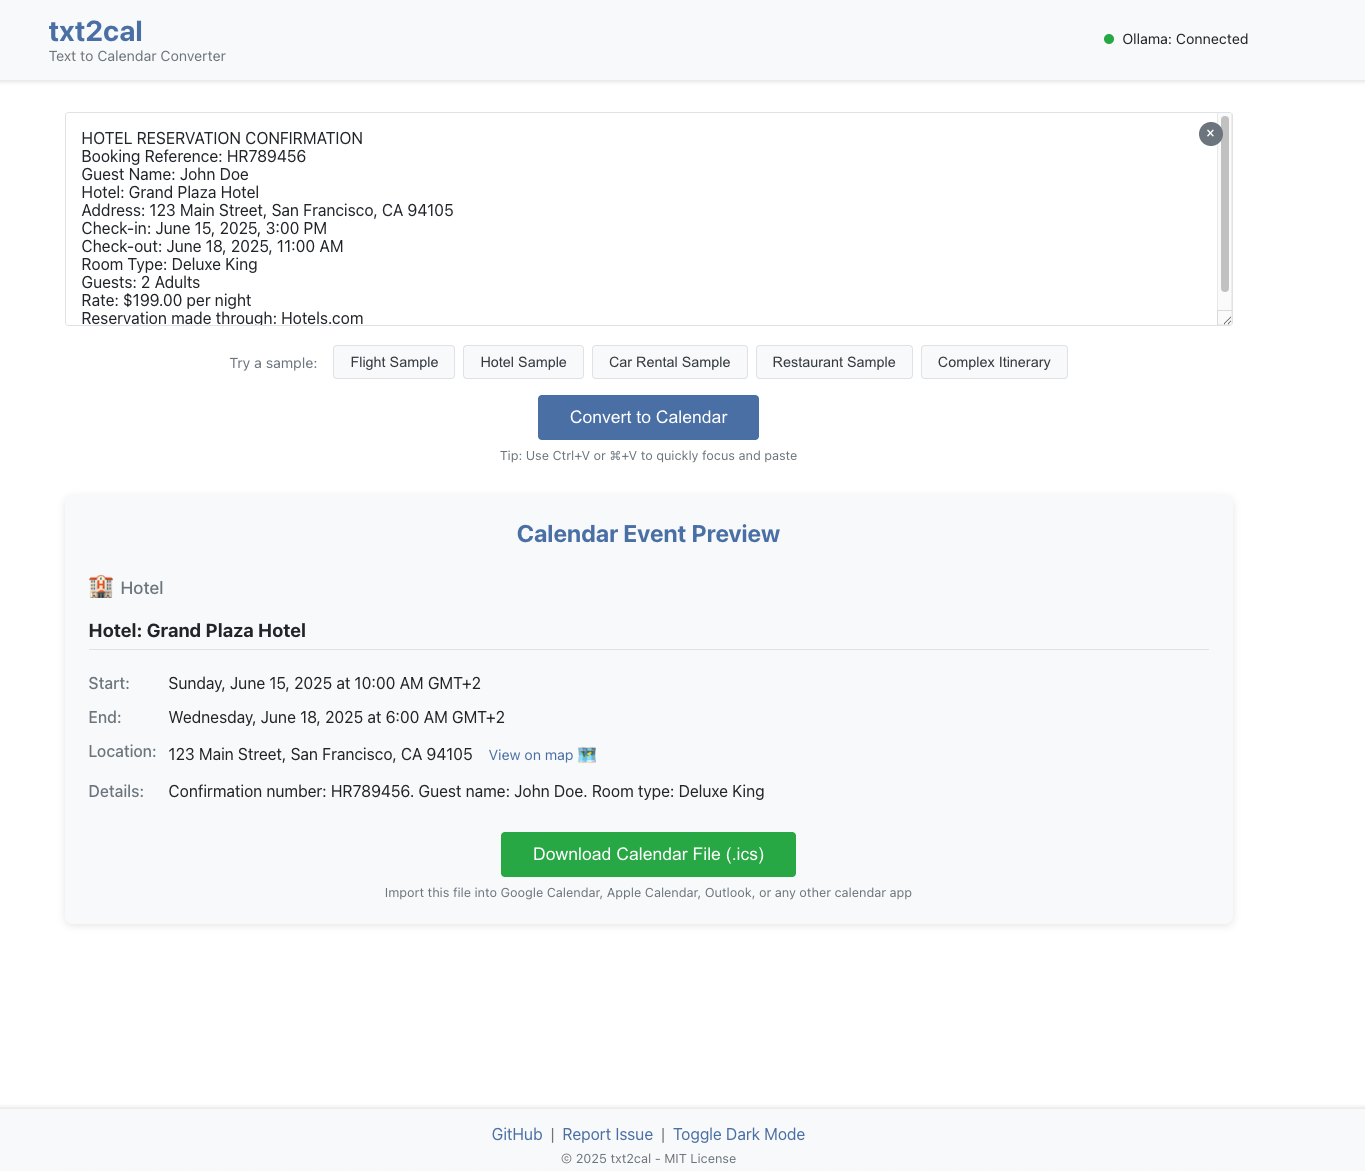 txt2cal
Text to Calendar Converter
Ollama: Connected
HOTEL RESERVATION CONFIRMATION
Booking Reference: HR789456
Guest Name: John Doe
Hotel: Grand Plaza Hotel
Address: 123 Main Street, San Francisco, CA 94105
Check-in: June 15, 2025, 3:00 PM
Check-out: June 18, 2025, 11:00 AM
Room Type: Deluxe King
Guests: 2 Adults
Rate: $199.00 per night
Reservation made through: Hotels.com
Try a sample: Flight Sample Hotel Sample Car Rental Sample Restaurant Sample Complex Itinerary
Convert to Calendar
Tip: Use Ctrl+V or ⌘+V to quickly focus and paste
Calendar Event Preview
Hotel
Hotel: Grand Plaza Hotel
Start: Sunday, June 15, 2025 at 10:00 AM GMT+2
End: Wednesday, June 18, 2025 at 6:00 AM GMT+2
Location: 123 Main Street, San Francisco, CA 94105 View on map
Details: Confirmation number: HR789456. Guest name: John Doe. Room type: Deluxe King
Download Calendar File (.ics)
Import this file into Google Calendar, Apple Calendar, Outlook, or any other calendar app
GitHub | Report Issue | Toggle Dark Mode
© 2025 txt2cal - MIT License